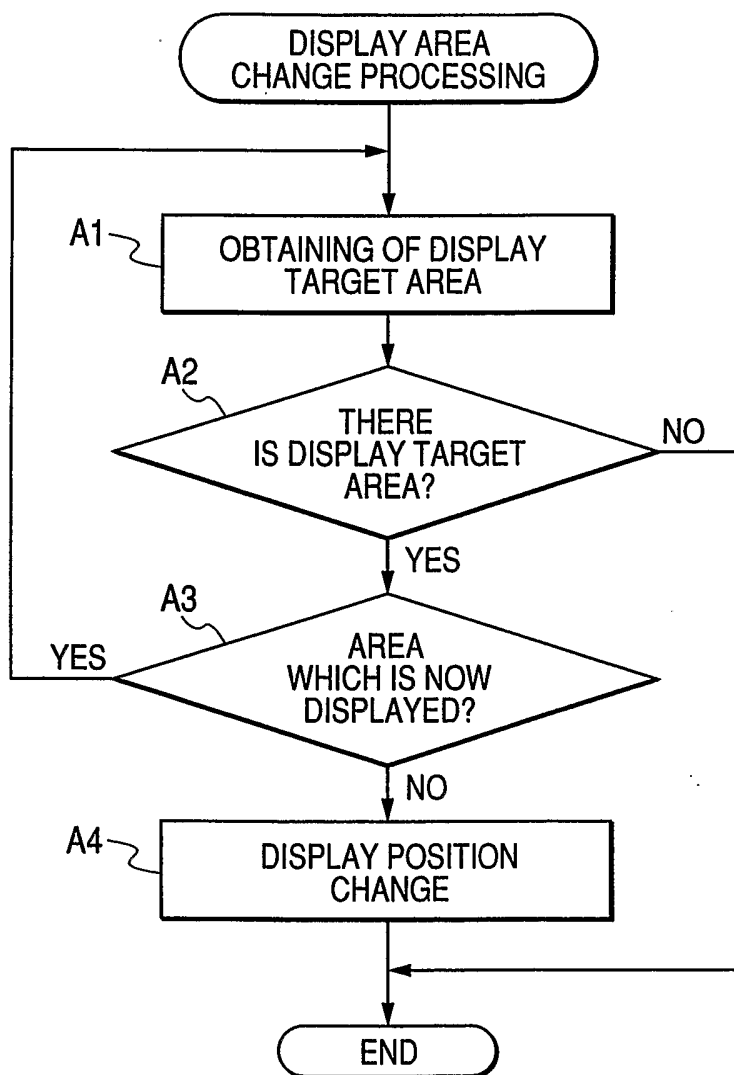 DISPLAY AREA
CHANGE PROCESSING
A1
OBTAINING OF DISPLAY
TARGET AREA
A2
THERE
IS DISPLAY TARGET
AREA?
NO
YES
A3
YES
AREA
WHICH IS NOW
DISPLAYED?
NO
A4
DISPLAY POSITION
CHANGE
END